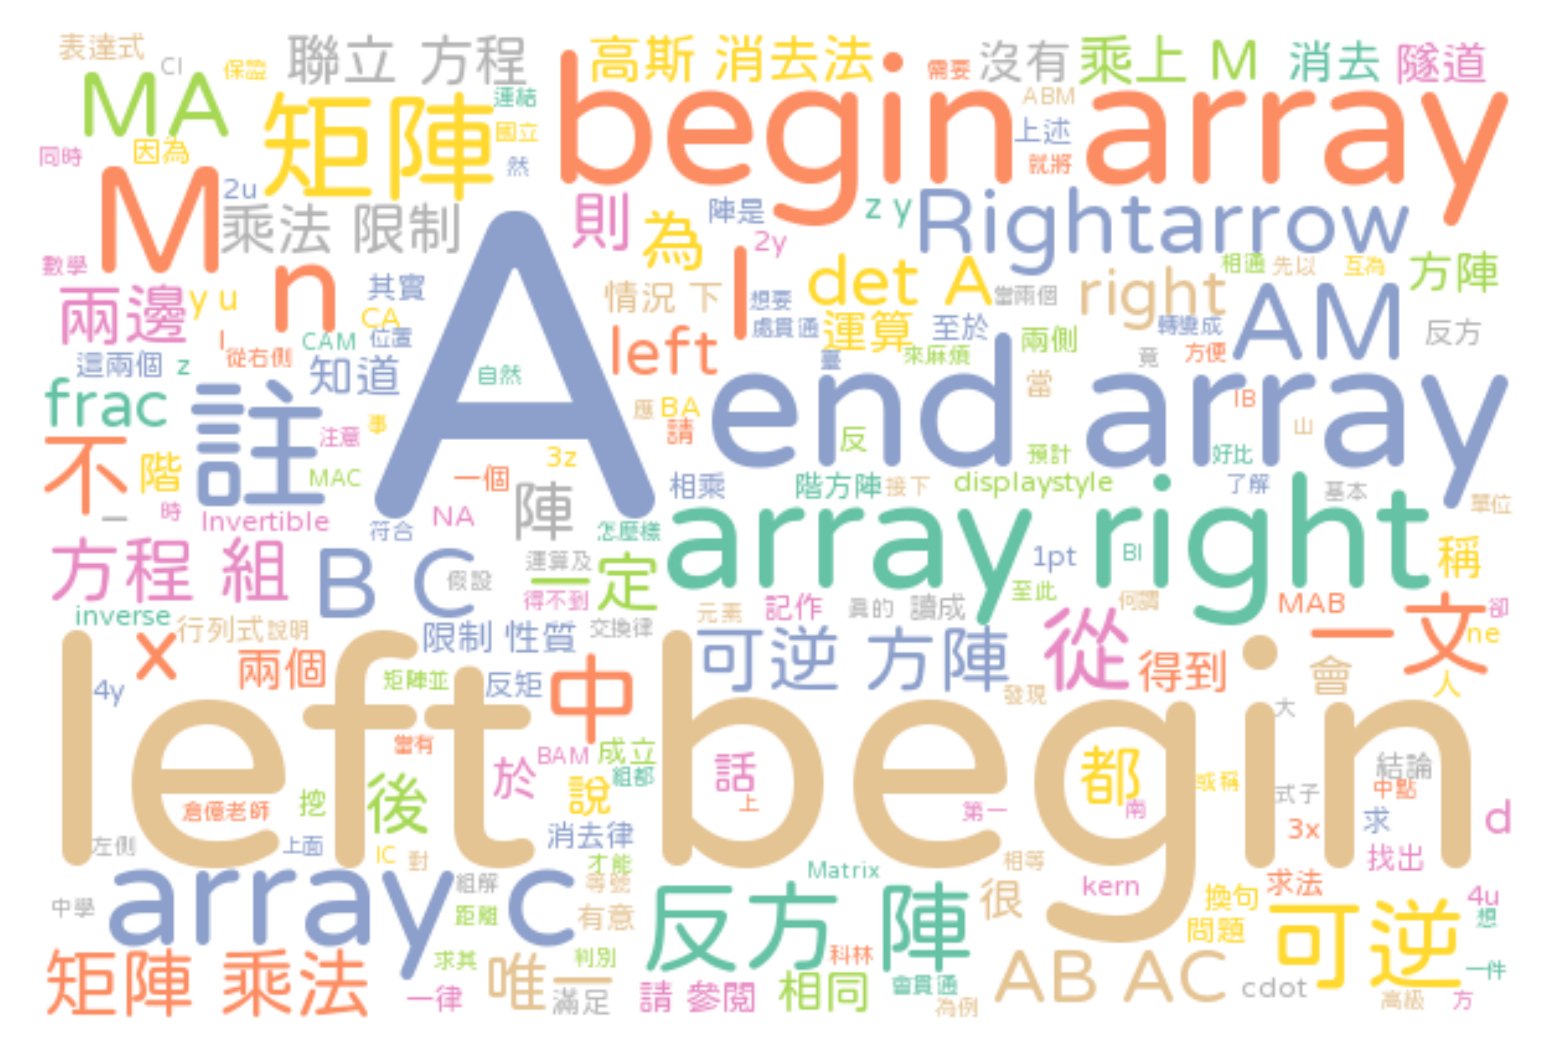 表達式 CI 保證 聯立 方程 高斯 消去法 需要 沒有 乘上 M 消去 隧道
MA 矩陣 連結 國立 begin array ABM 上述 就將
同時 因為 然
M 2u 乘法 限制 則 為 陣是 2y z y Rightarrow
數學 兩邊 y u n 其實 CA 情況 下 I 想要 det A 當兩個 right 相通 先以 互為 方陣
I 從右側 CAM 位置 left 處貫通 運算 至於 兩側 轉變成 AM 反方
這兩個 z 知道 A 自然 臺 來麻煩 竟 方便
frac 註 注意 事 應 BA 請 end array 當 IB 山
不 階 MAC 一個 3z 反 預計 好比
一 時 Invertible 符合 NA 陣 怎麼樣 相乘 階方陣 接下 displaystyle 了解 基本 單位
方程 組 B C 假設 運算及 一定 array right 1pt BI 稱
inverse 得不到 元素 記作 真的 讀成 至此 何謂 MAB 卻
x 行列式 說明 限制 性質 交換律 可逆 方陣 從 得到 一 文 ne
4y 兩個 矩陣並 反矩 中 發現 會 人
left begin 大
當有 BAM 成立 組都 話 上 都 南 或稱 結論 中點
倉億老師 挖 後 於 說 第一 式子 3x 求 d
左側 上面 IC 對 消去律 才能 相等 找出
array c 中學 組解 距離 等號 有意 Matrix 很 kern 換句 求法 4u 想
矩陣 乘法 求其 一律 唯一 判別 滿足 反方 陣 科林 問題 可逆 一件
請 參閱 相同 會貫通 為例 AB AC cdot 高級 方